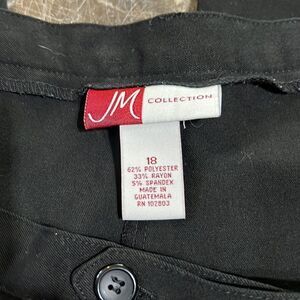 JM COLLECTION
18
62% POLYESTER
33% RAYON
5% SPANDEX
MADE IN
GUATEMALA
RN 102803